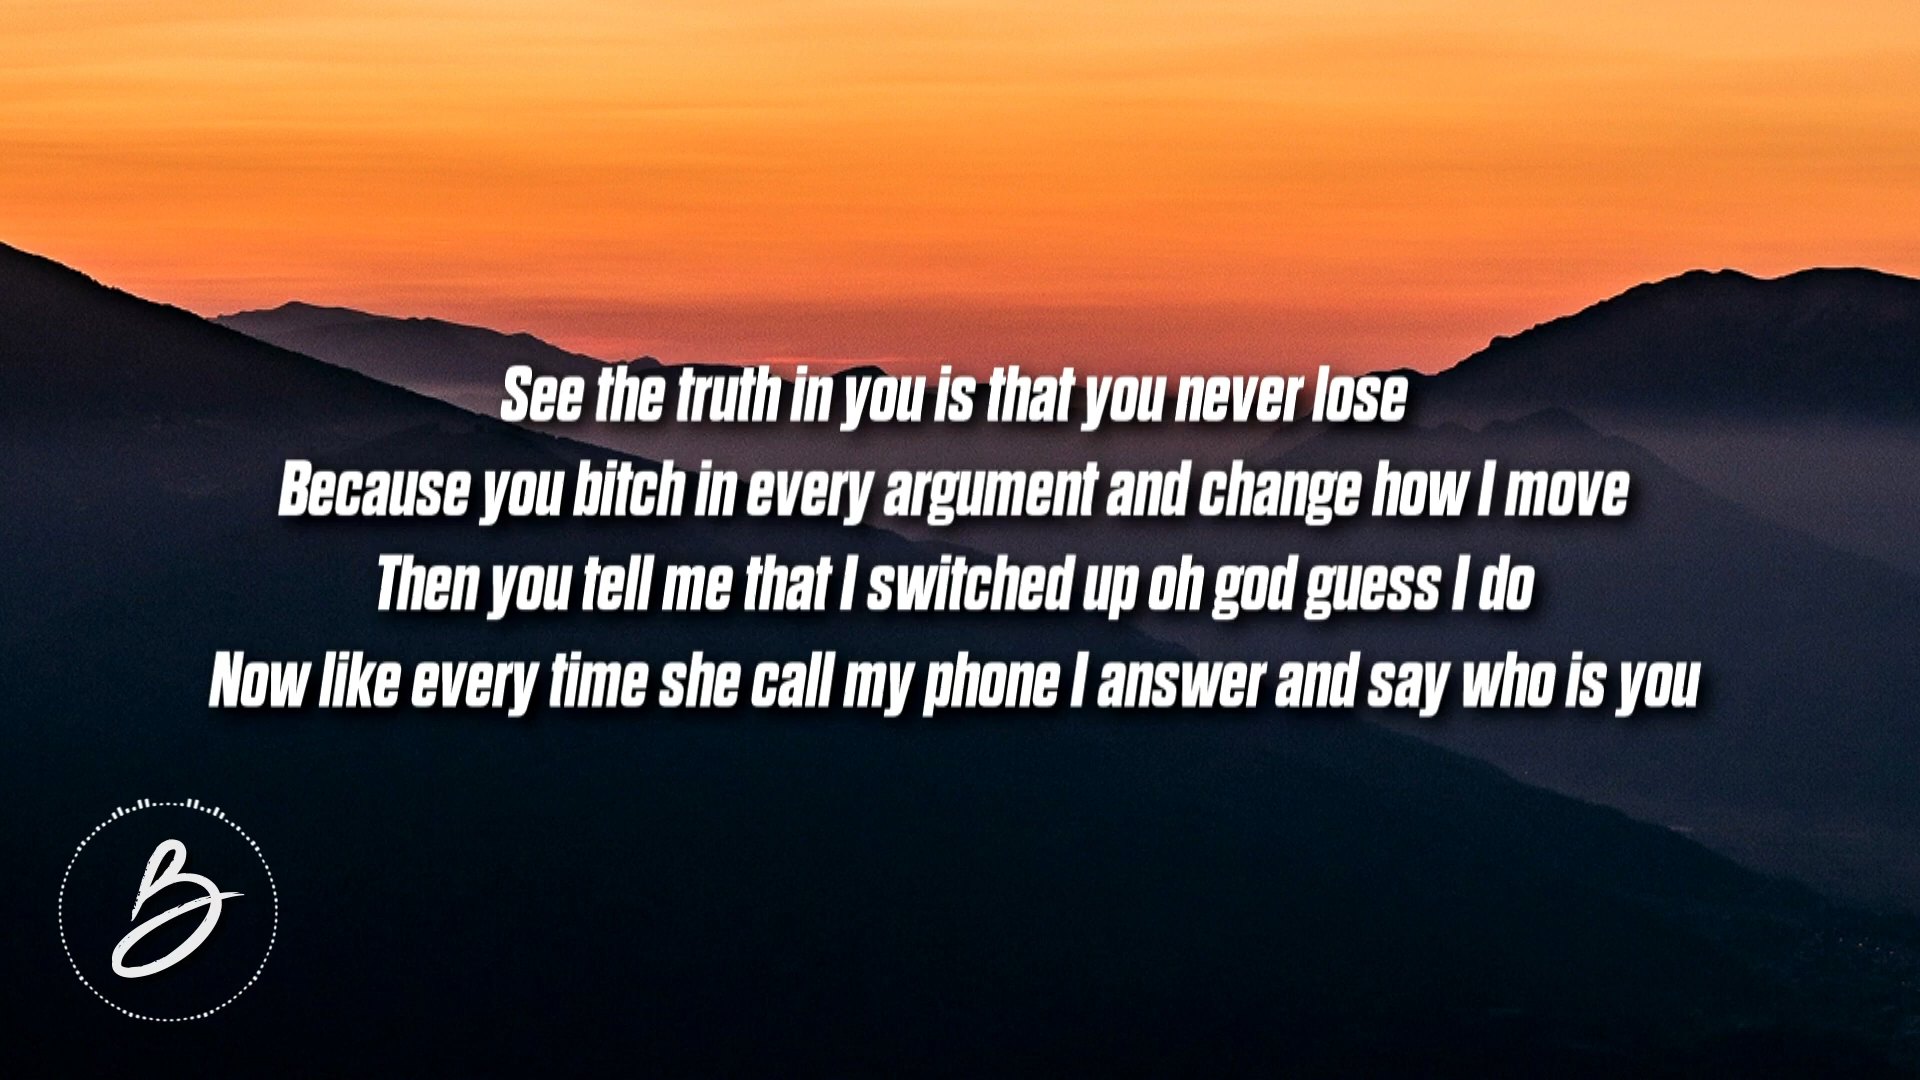 See the truth in you is that you never lose
Because you bitch in every argument and change how I move
Then you tell me that I switched up oh god guess I do
Now like every time she call my phone I answer and say who is you
B